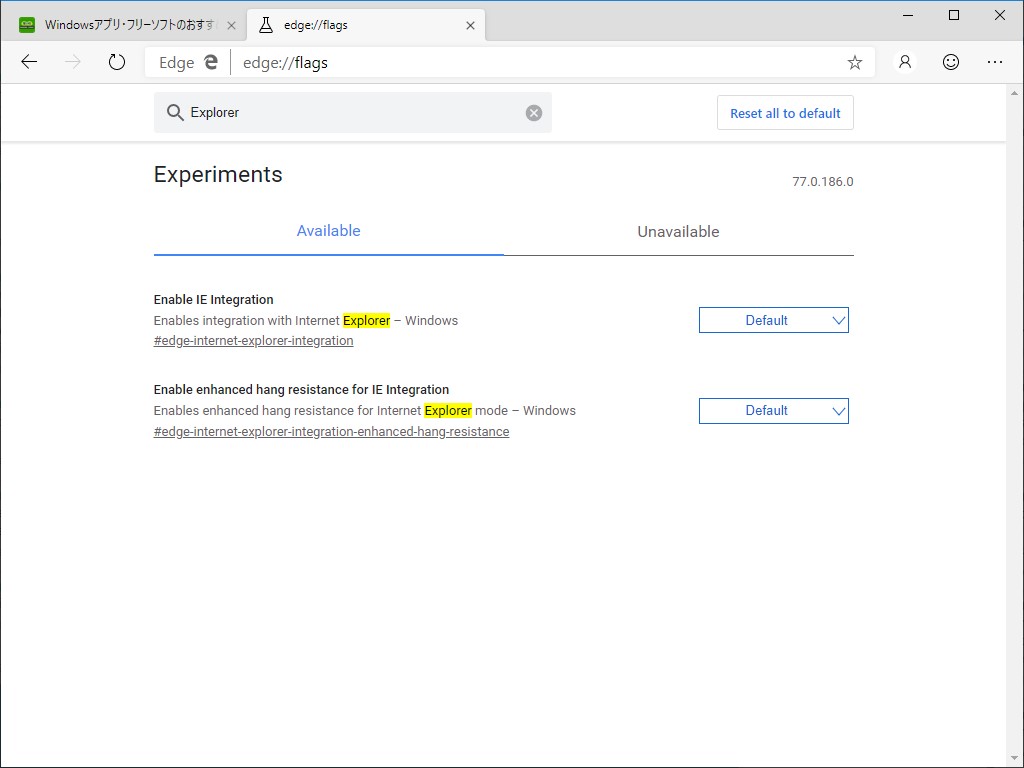 Windowsアプリ・フリーソフトのおすす
edge://flags
Edge
edge://flags
Explorer
Reset all to default
Experiments
77.0.186.0
Available
Unavailable
Enable IE Integration
Enables integration with Internet Explorer – Windows
Default
#edge-internet-explorer-integration
Enable enhanced hang resistance for IE Integration
Enables enhanced hang resistance for Internet Explorer mode – Windows
Default
#edge-internet-explorer-integration-enhanced-hang-resistance